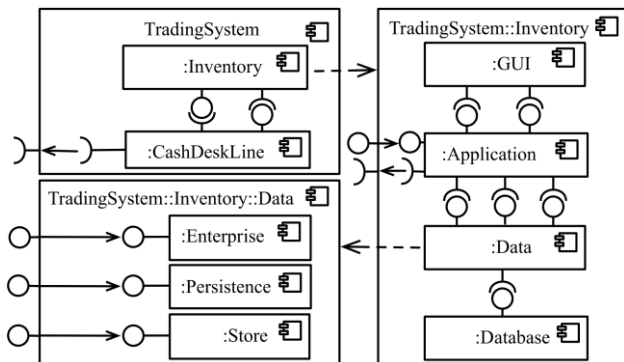 TradingSystem
:Inventory
:CashDeskLine
TradingSystem::Inventory::Data
:Enterprise
:Persistence
:Store
TradingSystem::Inventory
:GUI
:Application
:Data
:Database